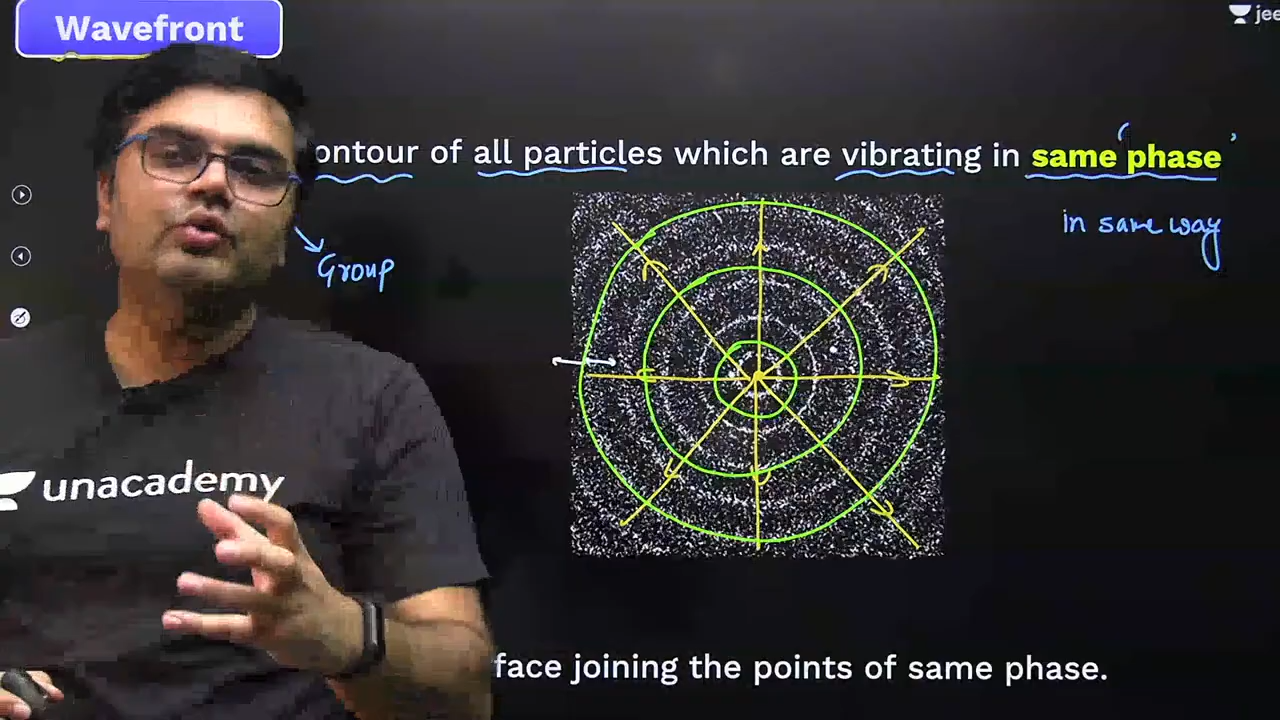 Wavefront
jee
ontour of all particles which are vibrating in ‘same phase’
in same way
Group
unacademy
face joining the points of same phase.